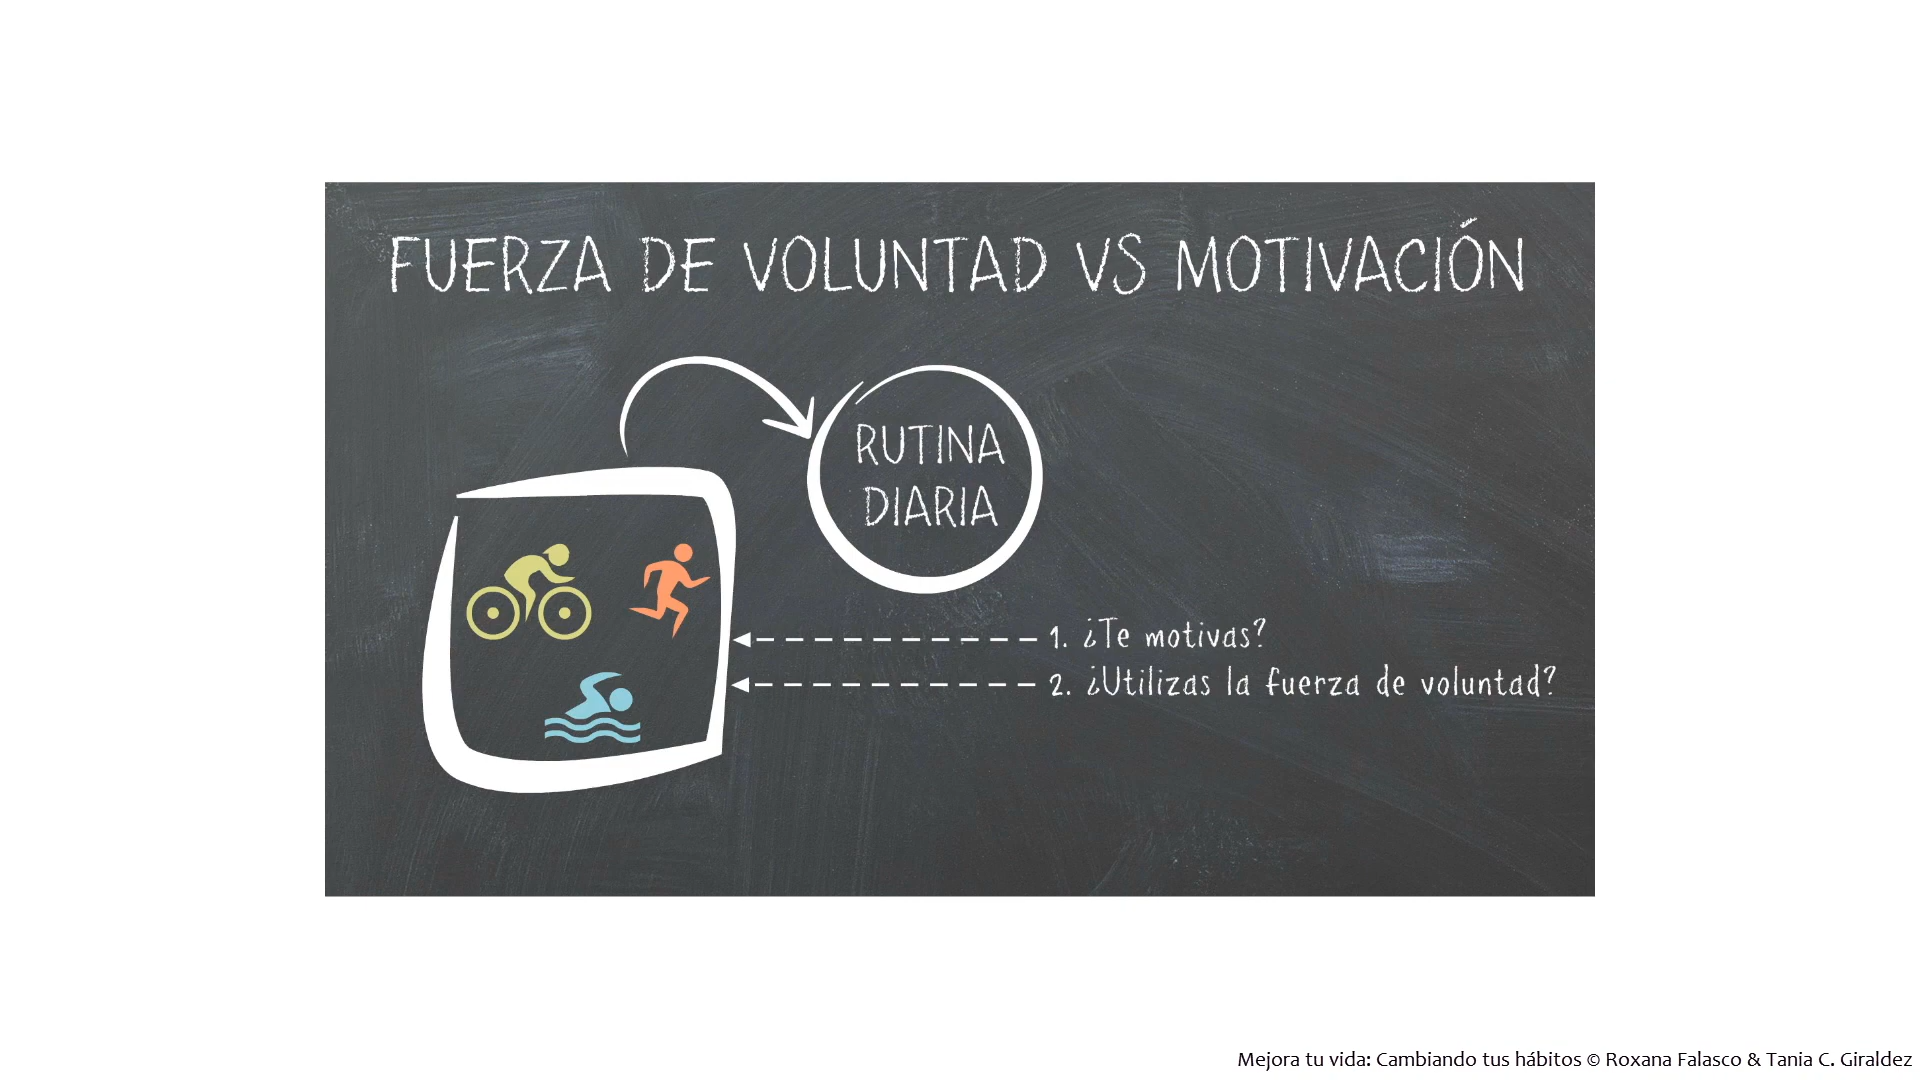 FUERZA DE VOLUNTAD VS MOTIVACIÓN
RUTINA
DIARIA
1. ¿Te motivas?
2. ¿Utilizas la fuerza de voluntad?
Mejora tu vida: Cambiando tus hábitos © Roxana Falasco & Tania C. Giraldez